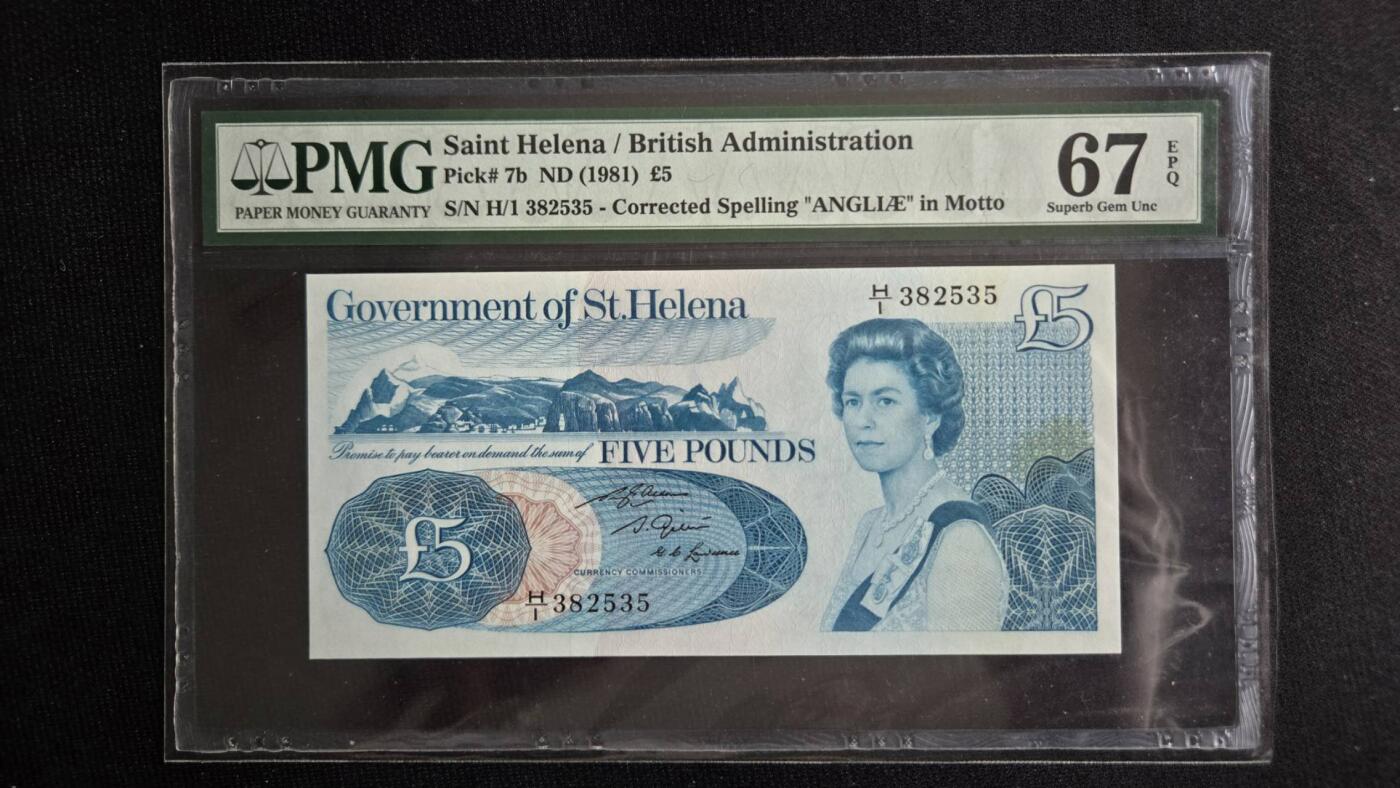 PMG
PAPER MONEY GUARANTY
Saint Helena / British Administration
Pick# 7b ND (1981) £5
S/N H/1 382535 - Corrected Spelling "ANGLIÆ" in Motto
67
EPQ
Superb Gem Unc
Government of St. Helena
H/1 382535
£5
Promise to pay bearer on demand the sum of FIVE POUNDS
£5
CURRENCY COMMISSIONERS
H/1 382535